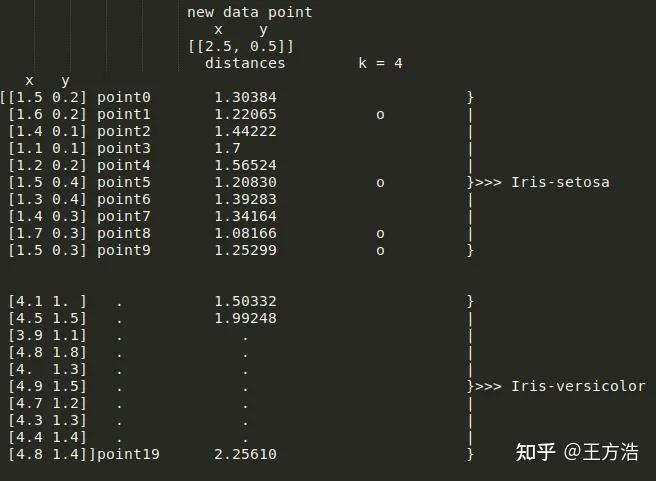 new data point
x y
[[2.5, 0.5]]
distances k = 4
x y
[[1.5 0.2] point0 1.30384 }
[1.6 0.2] point1 1.22065 o |
[1.4 0.1] point2 1.44222 |
[1.1 0.1] point3 1.7 |
[1.2 0.2] point4 1.56524 |
[1.5 0.4] point5 1.20830 o }>>> Iris-setosa
[1.3 0.4] point6 1.39283 |
[1.4 0.3] point7 1.34164 |
[1.7 0.3] point8 1.08166 o |
[1.5 0.3] point9 1.25299 o }
[4.1 1. ] . 1.50332 }
[4.5 1.5] . 1.99248 |
[3.9 1.1] . . |
[4.8 1.8] . . |
[4. 1.3] . . |
[4.9 1.5] . . }>>> Iris-versicolor
[4.7 1.2] . . |
[4.3 1.3] . . |
[4.4 1.4] . . |
[4.8 1.4]]point19 2.25610 }
知乎 @王方浩